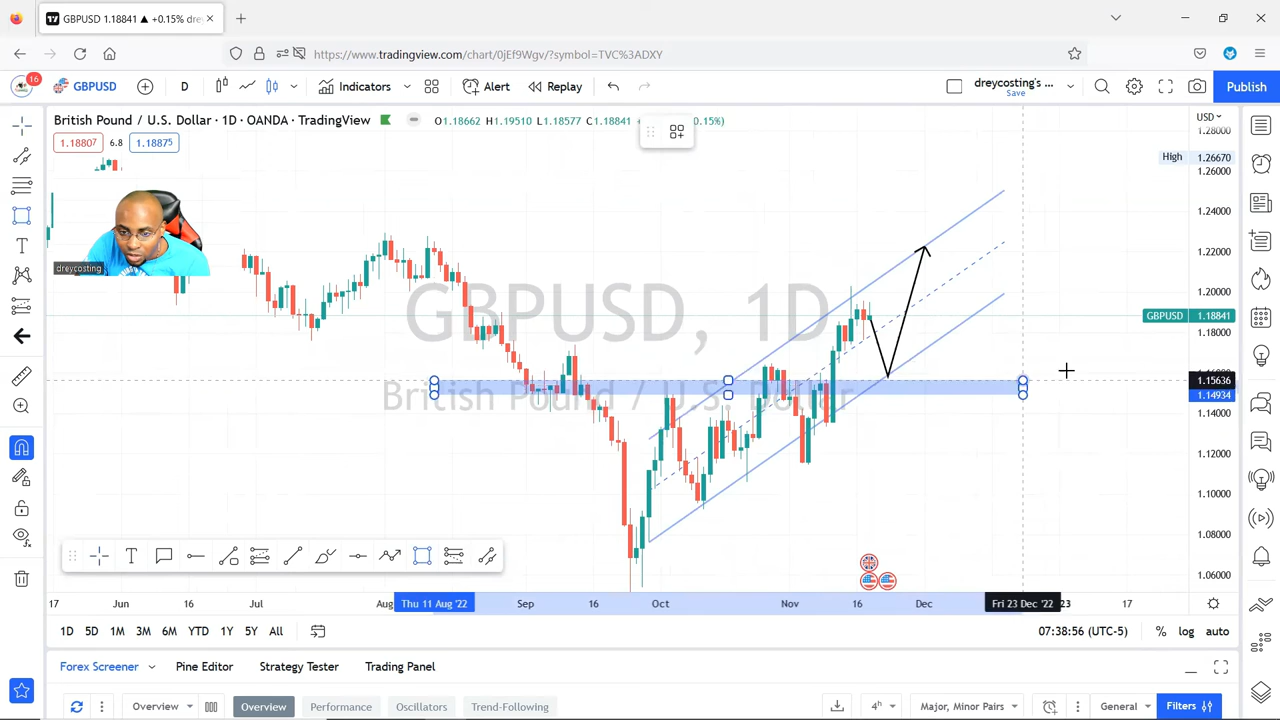 GBPUSD 1.18841 ▲ +0.15% dre
https://www.tradingview.com/chart/0jEf9Wgv/?symbol=TVC%3ADXY
16 GBPUSD D Indicators Alert Replay dreycosting's ... Save Publish
British Pound / U.S. Dollar · 1D · OANDA · TradingView O1.18662 H1.19510 L1.18577 C1.18841 0.15%)
USD
1.18807 6.8 1.18875
1.28000
High 1.26670
1.26000
1.24000
1.22000
1.20000
GBPUSD 1.18841
1.18000
1.15636
1.14934
1.14000
1.12000
1.10000
1.08000
1.06000
dreycosting
GBPUSD, 1D
British Pound / U.S. Dollar
17 Jun 16 Jul Aug Thu 11 Aug '22 Sep 16 Oct Nov 16 Dec Fri 23 Dec '22 23 17
1D 5D 1M 3M 6M YTD 1Y 5Y All 07:38:56 (UTC-5) % log auto
Forex Screener Pine Editor Strategy Tester Trading Panel
Overview Overview Performance Oscillators Trend-Following 4h Major, Minor Pairs General Filters